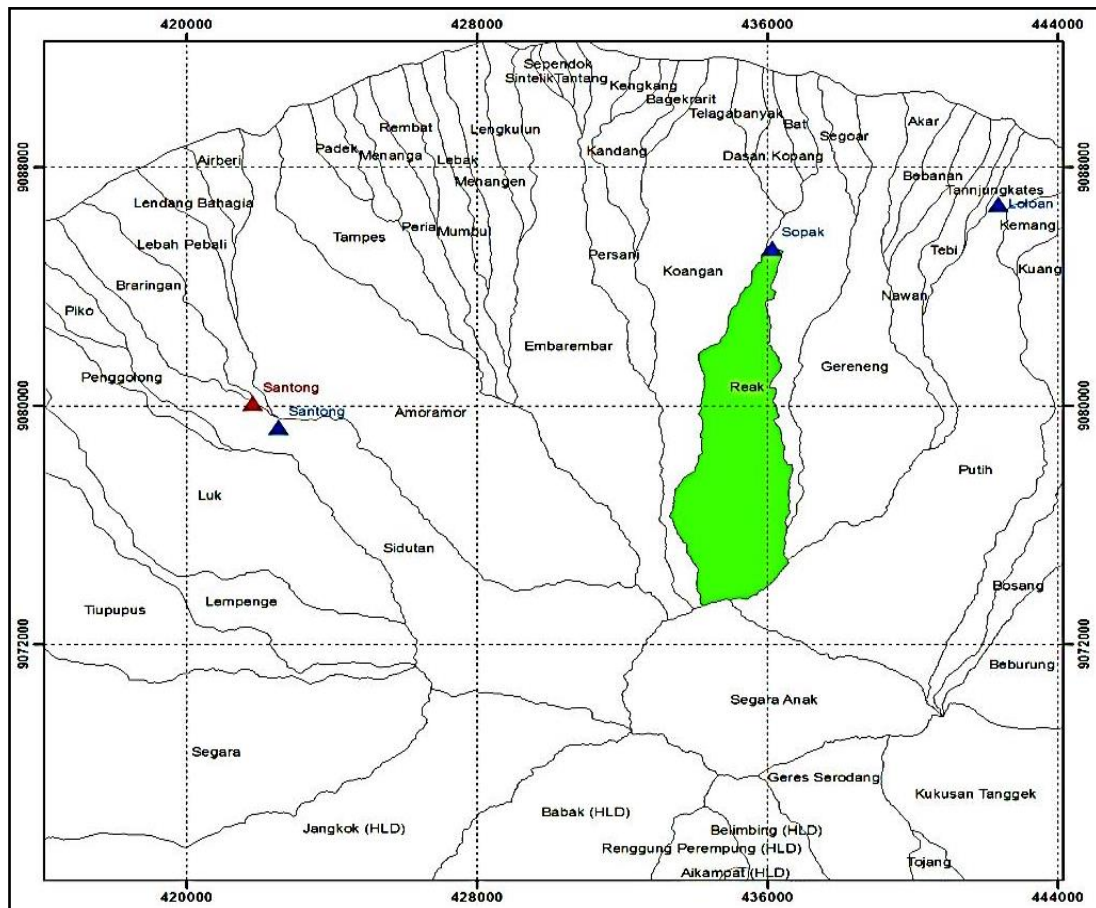 420000 428000 436000 444000
Sependok
Sintelik Tantang
Kengkang
Bagekrarit
Telagabanyak
Bat
Segoar
Akar
Rembat
Lengkulun
Padek
Menanga
Lebak
Kandang
Dasan Kopang
Airberi
9088000
9088000
Menangen
Bebanan
Tannjungkates
Lendang Bahagia
Loloan
Kemang
Peria
Mumbul
Tampes
Sopak
Lebah Pebali
Persani
Koangan
Tebi
Kuang
Braringan
Nawan
Piko
Embarembar
Gereneng
Penggolong
Santong
Reak
Santong
Amoramor
9080000
9080000
Putih
Luk
Sidutan
Bosang
Lempenge
Tiupupus
9072000
9072000
Beburung
Segara Anak
Segara
Geres Serodang
Kukusan Tanggek
Babak (HLD)
Jangkok (HLD)
Belimbing (HLD)
Renggung Perempung (HLD)
Tojang
Aikampat (HLD)
420000 428000 436000 444000